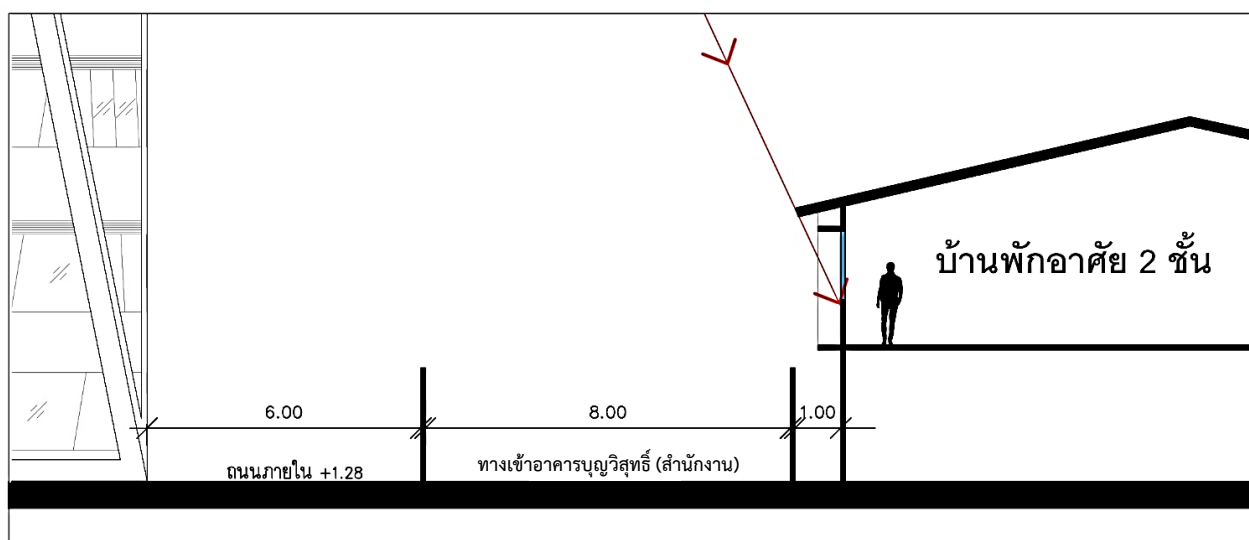 บ้านพักอาศัย 2 ชั้น
6.00
8.00
1.00
ถนนภายใน +1.28
ทางเข้าอาคารบุญวิสุทธิ์ (สำนักงาน)